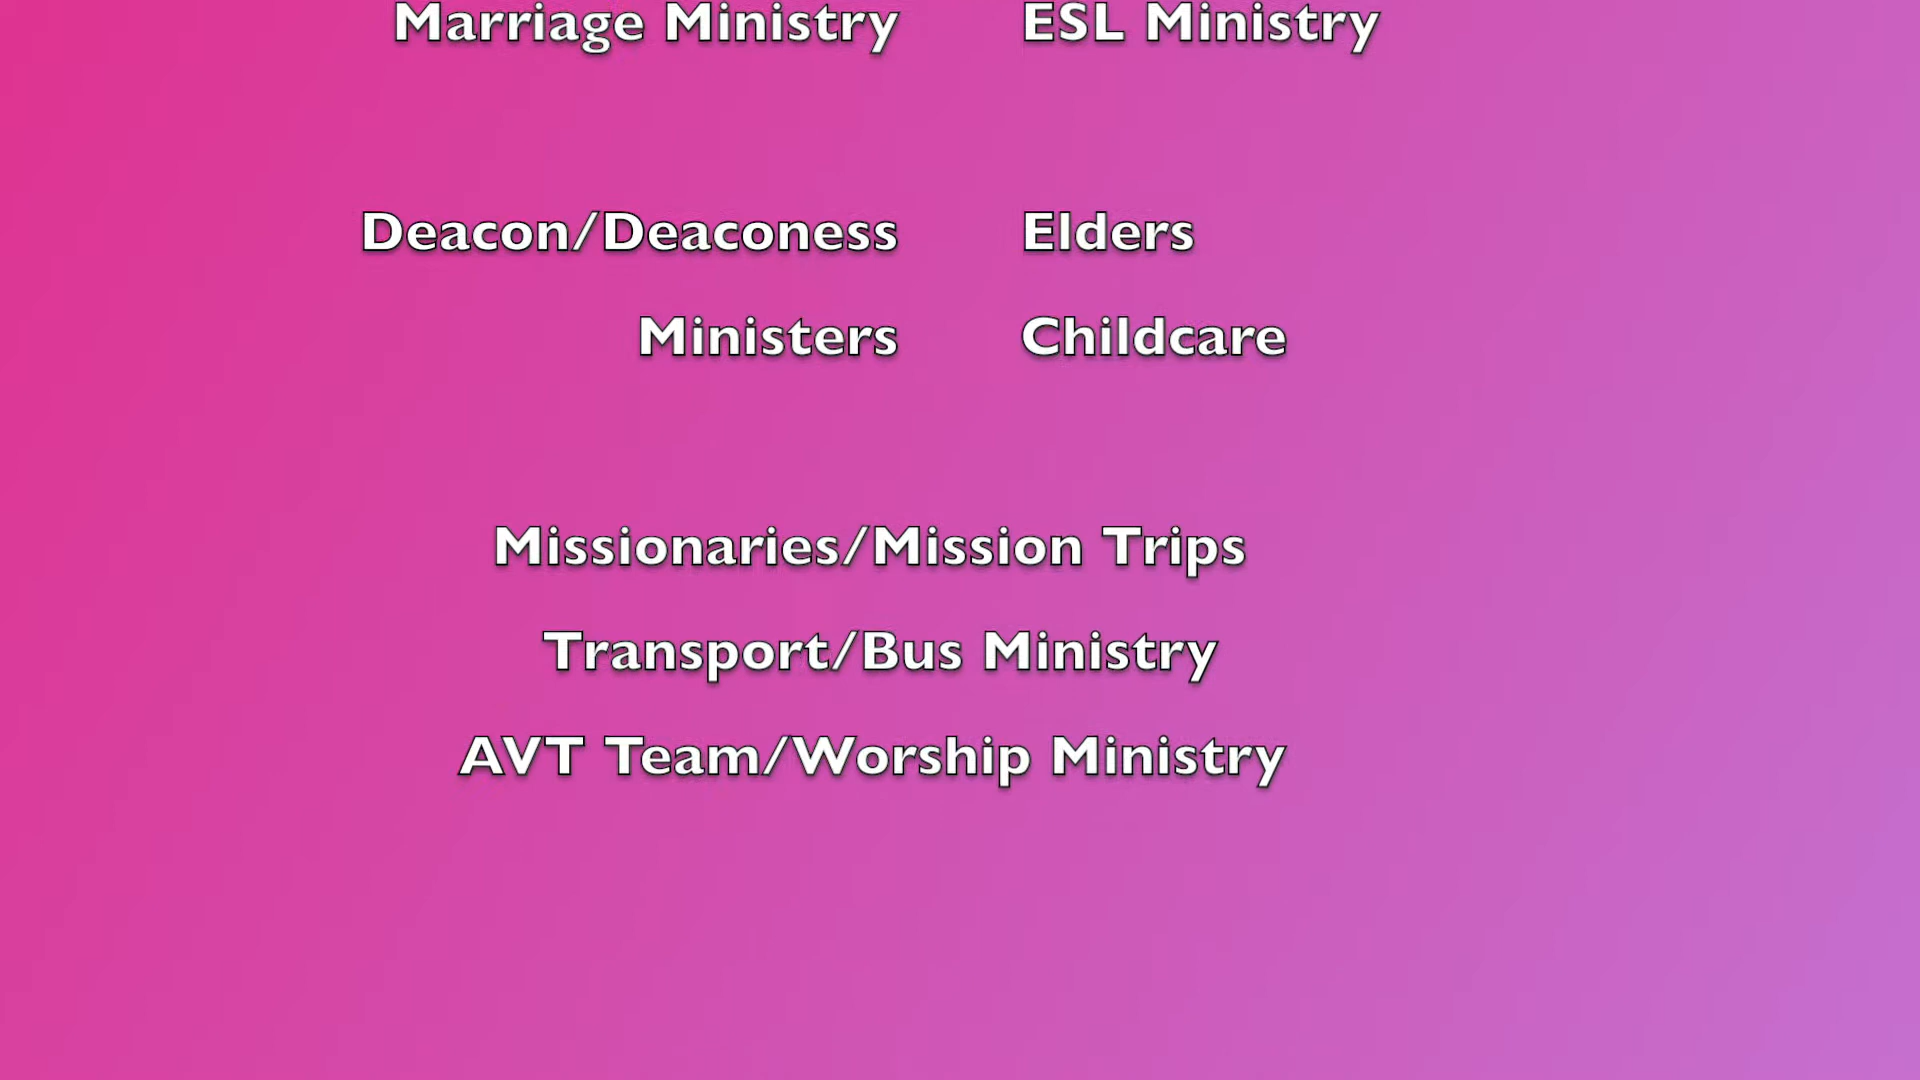 Marriage Ministry ESL Ministry
Deacon/Deaconess Elders
Ministers Childcare
Missionaries/Mission Trips
Transport/Bus Ministry
AVT Team/Worship Ministry